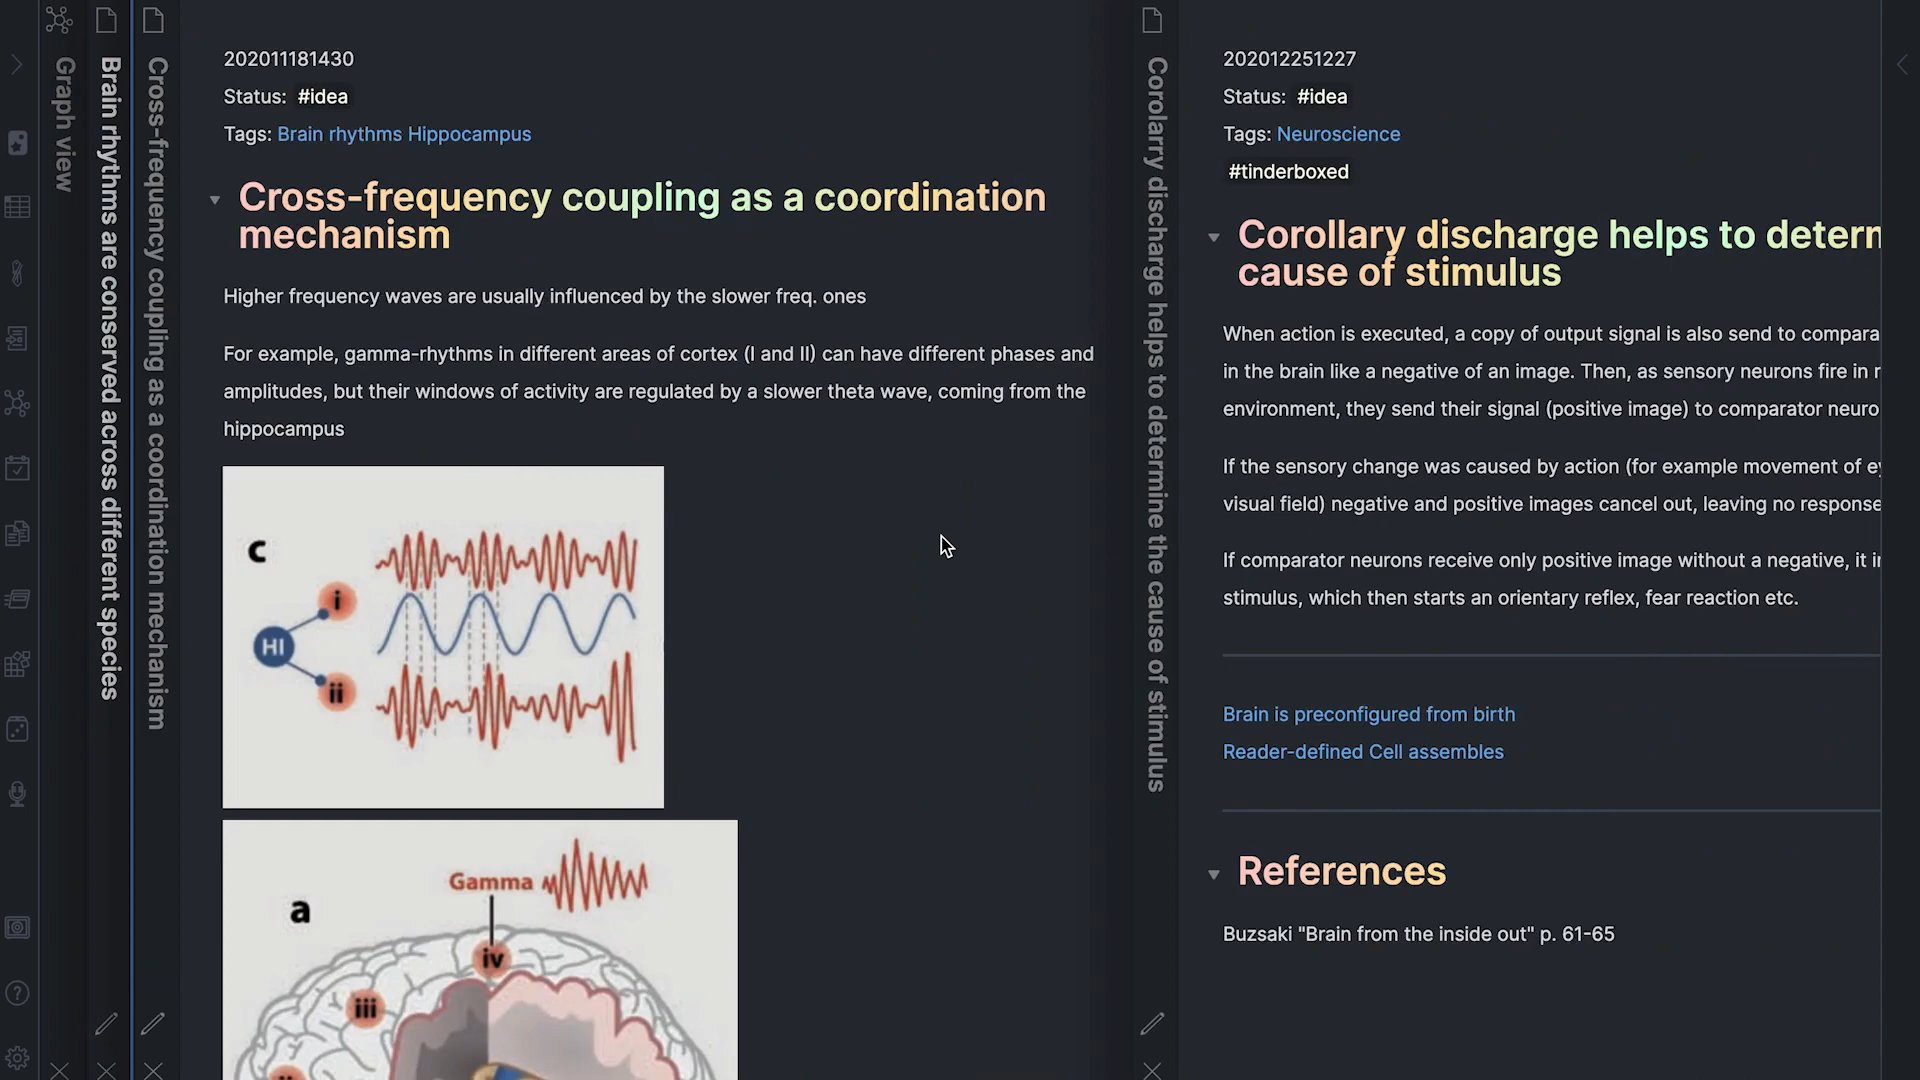 Graph view
Brain rhythms are conserved across different species
Cross-frequency coupling as a coordination mechanism
202011181430
Status: #idea
Tags: Brain rhythms Hippocampus
Cross-frequency coupling as a coordination
mechanism
Higher frequency waves are usually influenced by the slower freq. ones
For example, gamma-rhythms in different areas of cortex (I and II) can have different phases and
amplitudes, but their windows of activity are regulated by a slower theta wave, coming from the
hippocampus
c
i
HI
ii
Gamma
a
iv
iii
Corolarry discharge helps to determine the cause of stimulus
202012251227
Status: #idea
Tags: Neuroscience
#tinderboxed
Corollary discharge helps to determ
cause of stimulus
When action is executed, a copy of output signal is also send to compara
in the brain like a negative of an image. Then, as sensory neurons fire in r
environment, they send their signal (positive image) to comparator neuro
If the sensory change was caused by action (for example movement of ey
visual field) negative and positive images cancel out, leaving no response
If comparator neurons receive only positive image without a negative, it in
stimulus, which then starts an orientary reflex, fear reaction etc.
Brain is preconfigured from birth
Reader-defined Cell assembles
References
Buzsaki "Brain from the inside out" p. 61-65